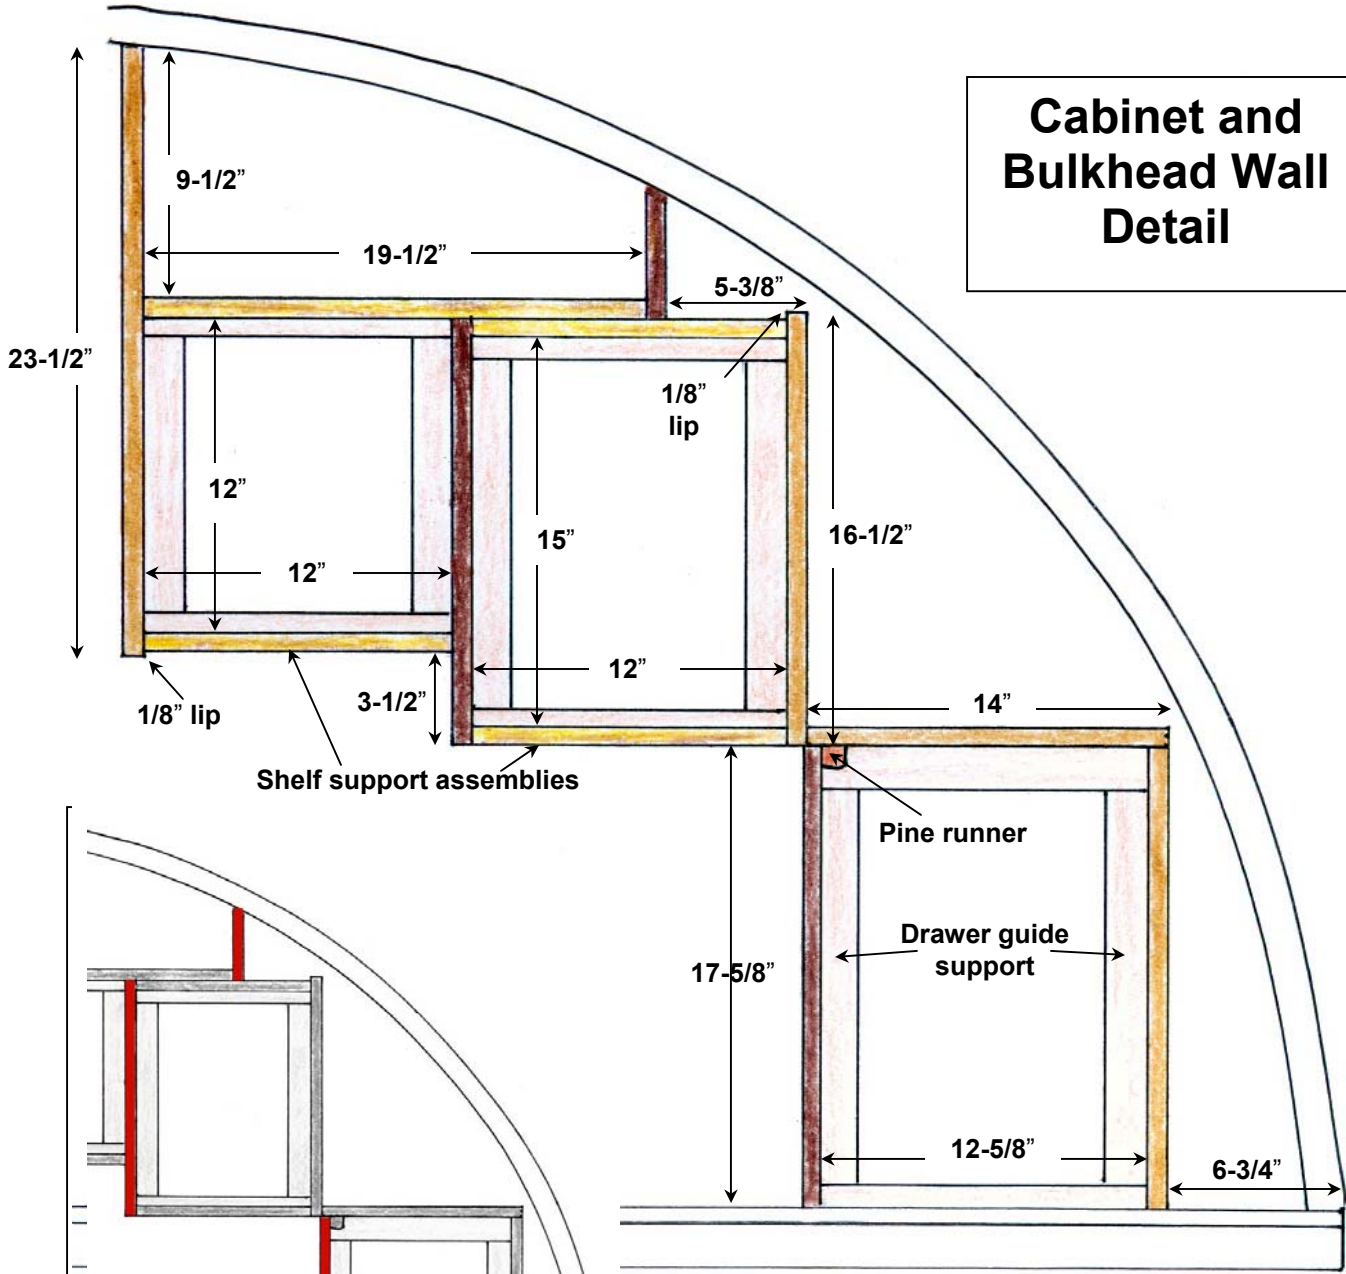 Cabinet and
Bulkhead Wall
Detail
9-1/2”
19-1/2”
5-3/8”
23-1/2”
1/8”
lip
12”
15”
16-1/2”
12”
12”
3-1/2”
14”
1/8” lip
Shelf support assemblies
Pine runner
Drawer guide
support
17-5/8”
12-5/8”
6-3/4”